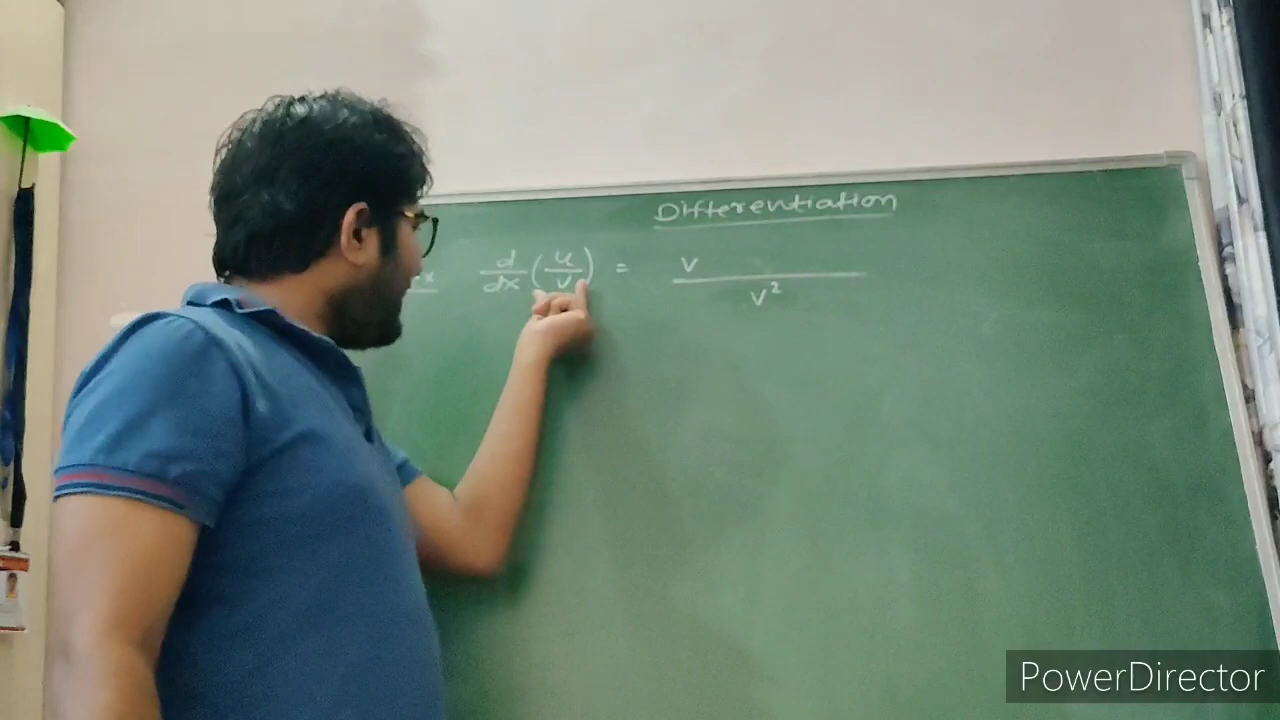 Differentiation
d/dx (u/v) = v / v²
PowerDirector